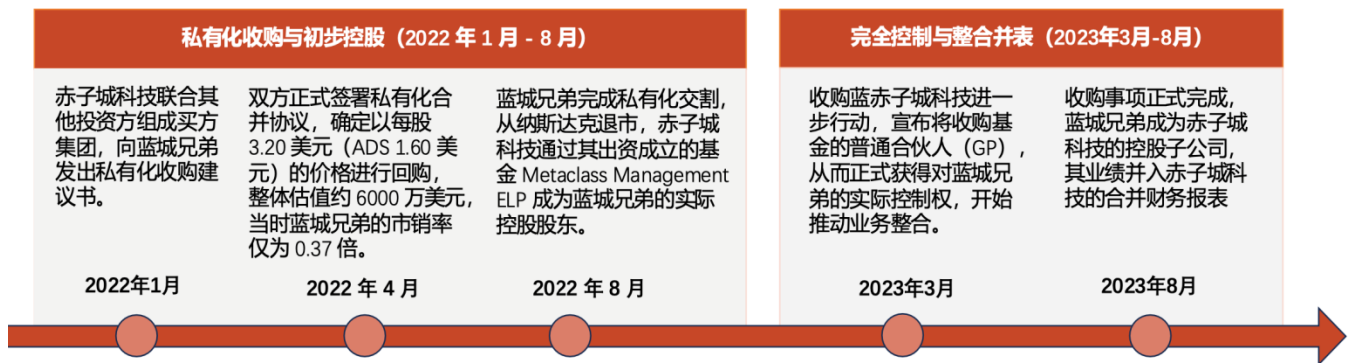 私有化收购与初步控股（2022 年 1 月 - 8 月）
赤子城科技联合其
他投资方组成买方
集团，向蓝城兄弟
发出私有化收购建
议书。
2022年1月
双方正式签署私有化合
并协议，确定以每股
3.20 美元（ADS 1.60 美
元）的价格进行回购，
整体估值约 6000 万美元，
当时蓝城兄弟的市销率
仅为 0.37 倍。
2022 年 4 月
蓝城兄弟完成私有化交割，
从纳斯达克退市，赤子城
科技通过其出资成立的基
金 Metaclass Management
ELP 成为蓝城兄弟的实际
控股股东。
2022 年 8 月
完全控制与整合并表（2023年3月-8月）
收购蓝赤子城科技进一
步行动，宣布将收购基
金的普通合伙人（GP），
从而正式获得对蓝城兄
弟的实际控制权，开始
推动业务整合。
2023年3月
收购事项正式完成，
蓝城兄弟成为赤子城
科技的控股子公司，
其业绩并入赤子城科
技的合并财务报表
2023年8月